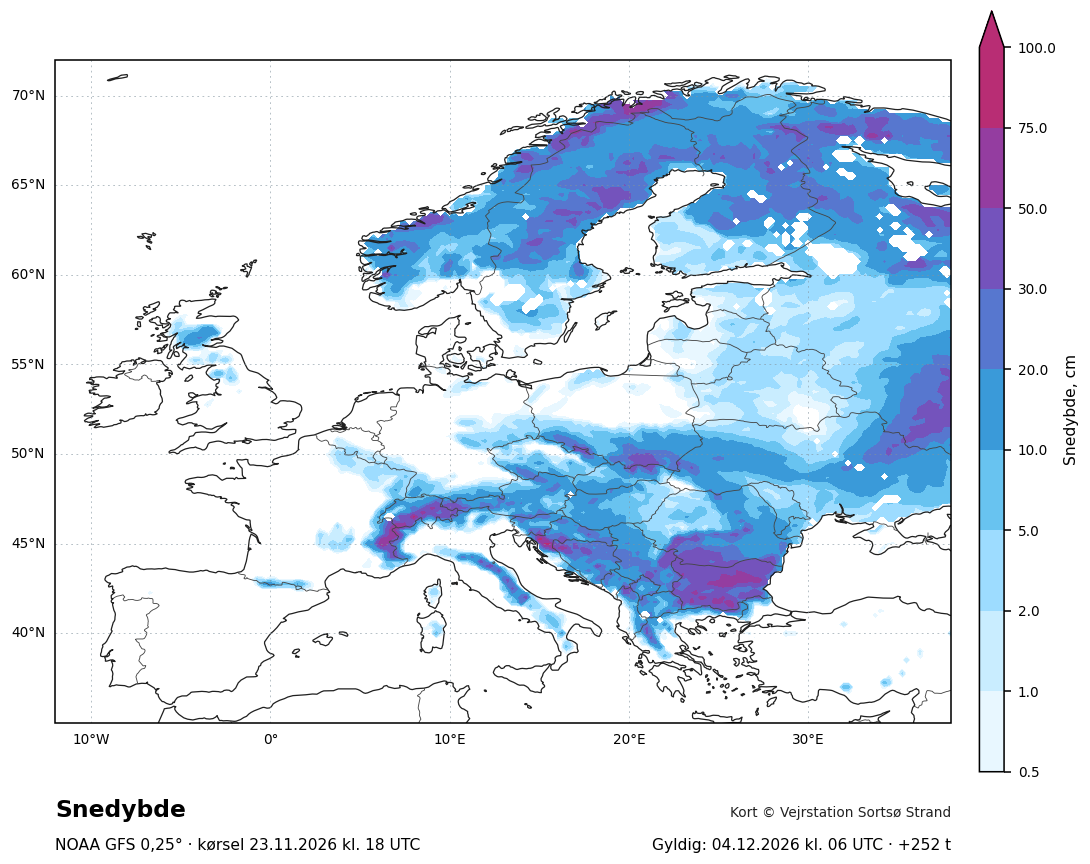 70°N
65°N
60°N
55°N
50°N
45°N
40°N
10°W
0°
10°E
20°E
30°E
100.0
75.0
50.0
30.0
20.0
10.0
5.0
2.0
1.0
0.5
Snedybde, cm
Snedybde
Kort © Vejrstation Sortsø Strand
NOAA GFS 0,25° · kørsel 23.11.2026 kl. 18 UTC
Gyldig: 04.12.2026 kl. 06 UTC · +252 t